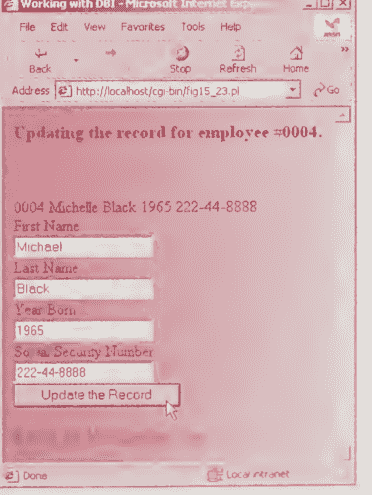 Working with DBI - Microsoft Internet Exp
File Edit View Favorites Tools Help
Back Stop Refresh Home »
Address http://localhost/cgi-bin/fig15_23.pl Go
Updating the record for employee #0004.
0004 Michelle Black 1965 222-44-8888
First Name
Michael
Last Name
Black
Year Born
1965
Social Security Number
222-44-8888
Update the Record
Done Local intranet